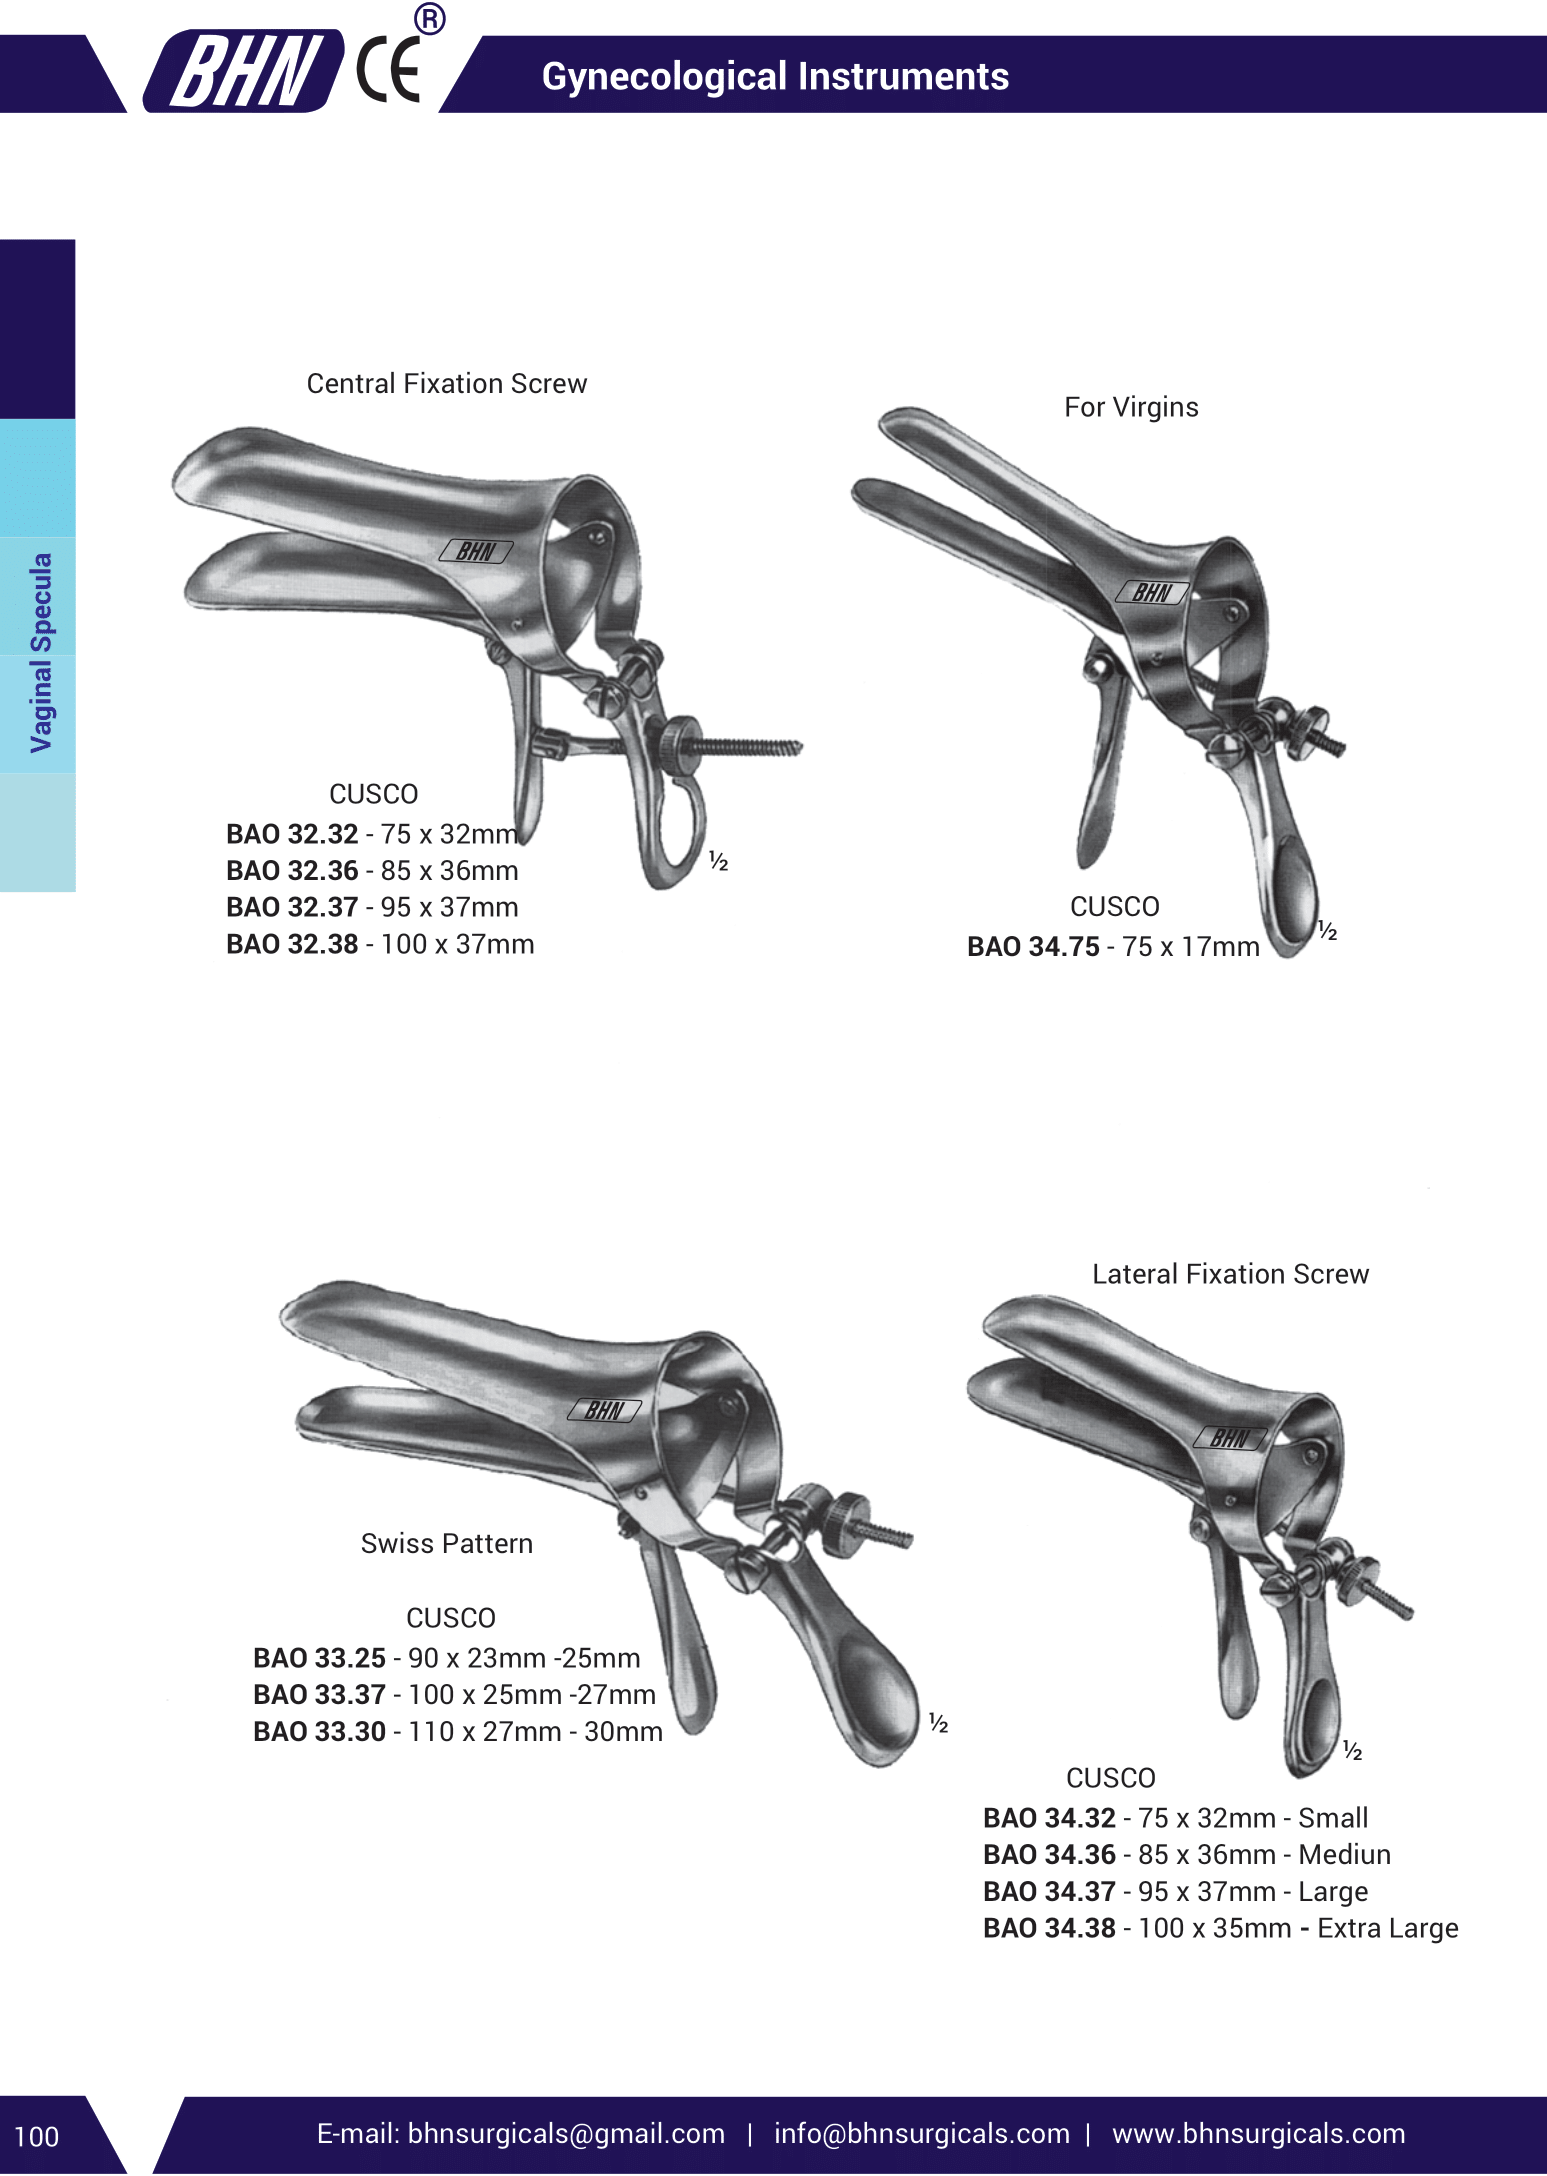 BHN CE ®
Gynecological Instruments
Vaginal Specula
Central Fixation Screw
BHN
CUSCO
BAO 32.32 - 75 x 32mm
BAO 32.36 - 85 x 36mm
BAO 32.37 - 95 x 37mm
BAO 32.38 - 100 x 37mm
½
For Virgins
BHN
CUSCO
BAO 34.75 - 75 x 17mm
½
BHN
Swiss Pattern
CUSCO
BAO 33.25 - 90 x 23mm -25mm
BAO 33.37 - 100 x 25mm -27mm
BAO 33.30 - 110 x 27mm - 30mm
½
Lateral Fixation Screw
BHN
½
CUSCO
BAO 34.32 - 75 x 32mm - Small
BAO 34.36 - 85 x 36mm - Mediun
BAO 34.37 - 95 x 37mm - Large
BAO 34.38 - 100 x 35mm - Extra Large
100
E-mail: bhnsurgicals@gmail.com | info@bhnsurgicals.com | www.bhnsurgicals.com